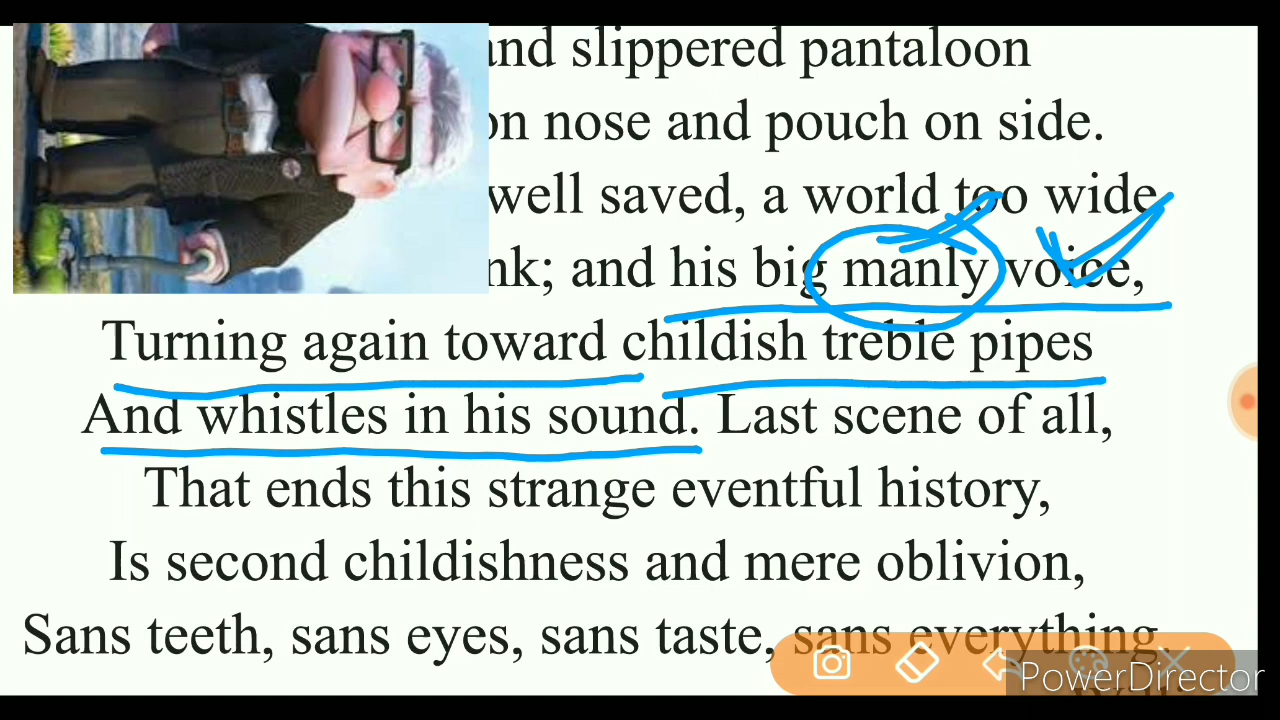 and slippered pantaloon
on nose and pouch on side.
well saved, a world too wide
nk; and his big manly voice,
Turning again toward childish treble pipes
And whistles in his sound. Last scene of all,
That ends this strange eventful history,
Is second childishness and mere oblivion,
Sans teeth, sans eyes, sans taste, sans everything.
PowerDirector